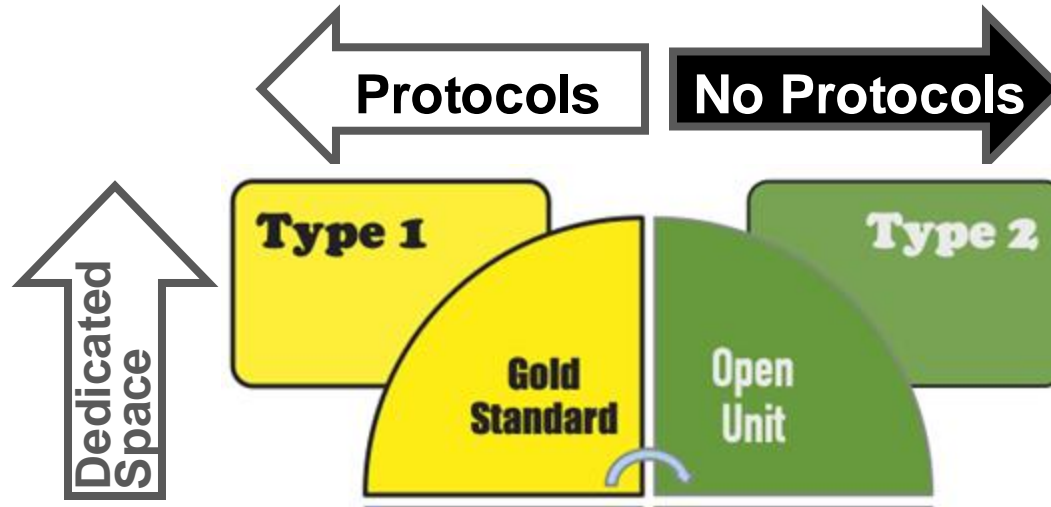 Protocols
No Protocols
Type 1
Type 2
Dedicated
Space
Gold
Standard
Open
Unit